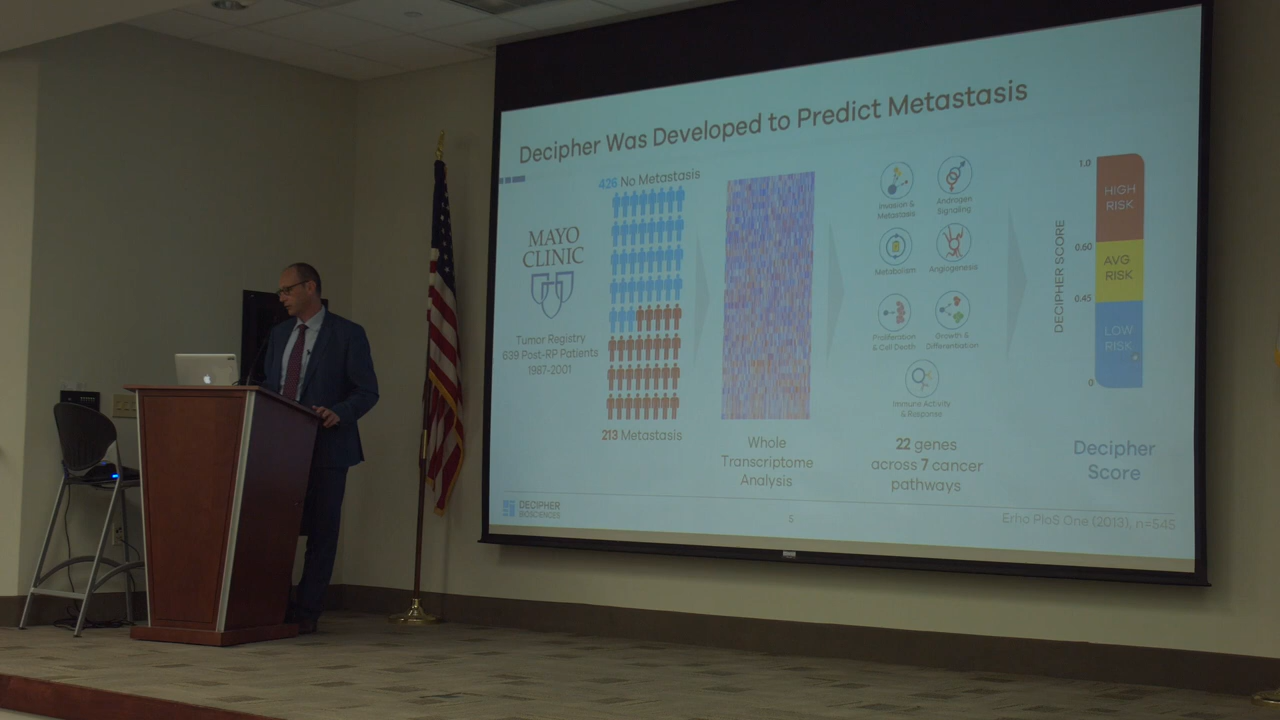 Decipher Was Developed to Predict Metastasis
426 No Metastasis
MAYO
CLINIC
Tumor Registry
639 Post-RP Patients
1987-2001
213 Metastasis
Whole
Transcriptome
Analysis
Invasion &
Metastasis
Androgen
Signaling
Metabolism
Angiogenesis
Proliferation
& Cell Death
Growth &
Differentiation
Immune Activity
& Response
22 genes
across 7 cancer
pathways
DECIPHER SCORE
1.0
0.60
0.45
0
HIGH
RISK
AVG
RISK
LOW
RISK
Decipher
Score
DECIPHER
BIOSCIENCES
5
Erho PloS One (2013), n=545